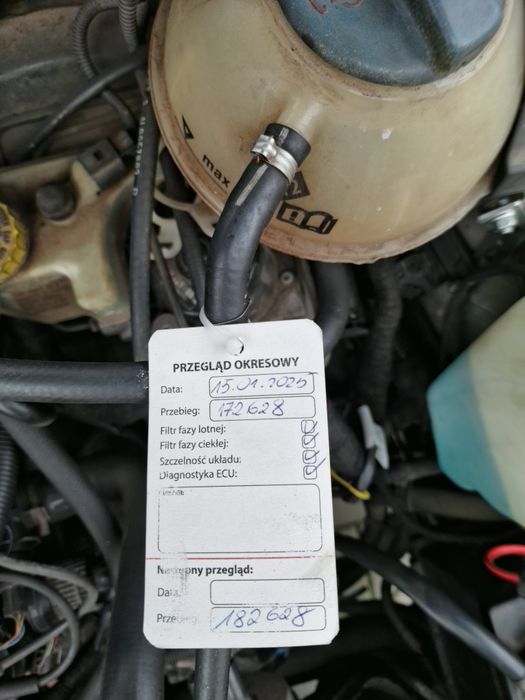 max
PRZEGLĄD OKRESOWY
Data: 15.01.2025
Przebieg: 172628
Filtr fazy lotnej:
Filtr fazy ciekłej:
Szczelność układu:
Diagnostyka ECU:
Następny przegląd:
Data:
Przebieg: 182628